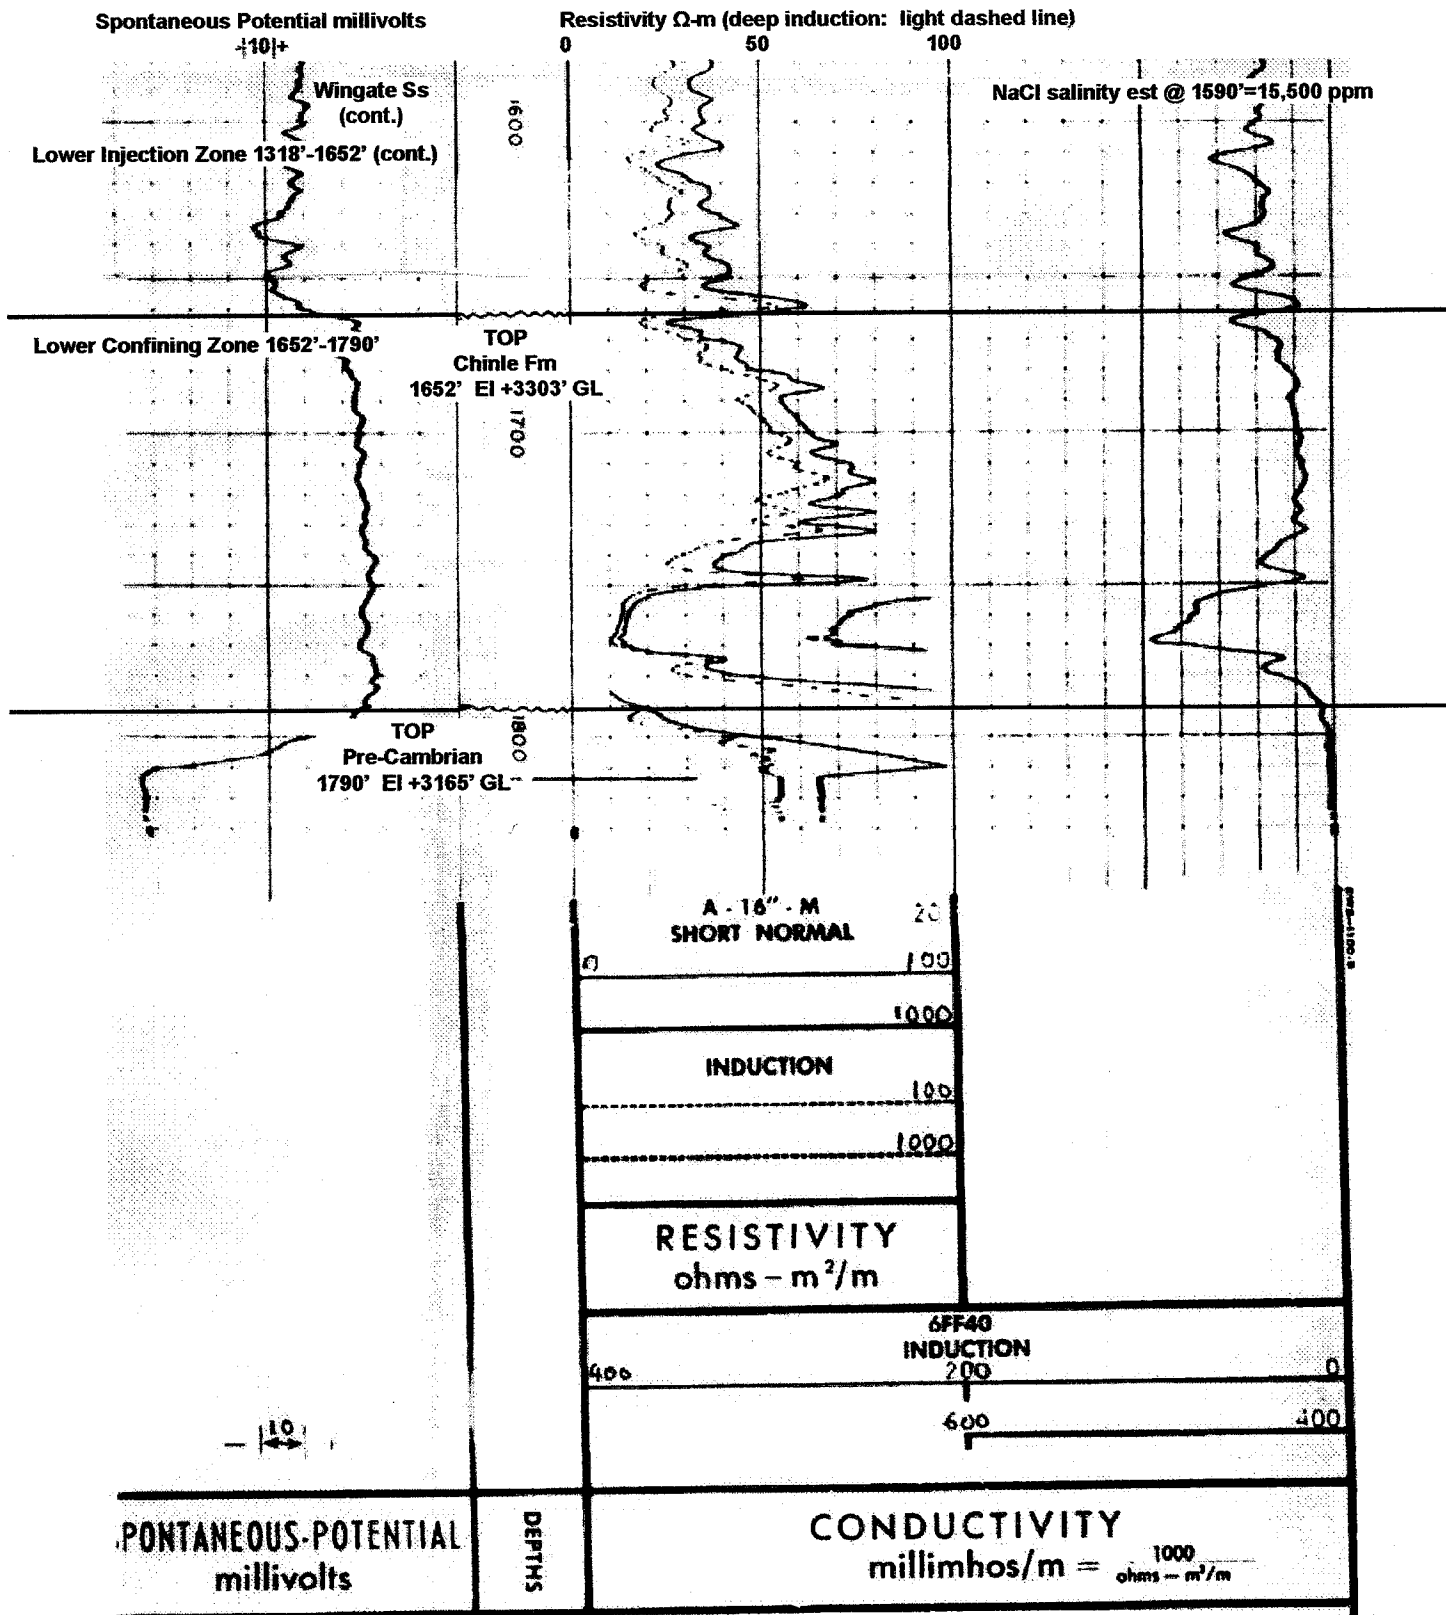 Spontaneous Potential millivolts
-|10|+
Resistivity Ω-m (deep induction: light dashed line)
0 50 100
Wingate Ss
(cont.)
NaCl salinity est @ 1590'=15,500 ppm
1600
Lower Injection Zone 1318'-1652' (cont.)
Lower Confining Zone 1652'-1790'
TOP
Chinle Fm
1652' El +3303' GL
1700
TOP
Pre-Cambrian
1790' El +3165' GL
1800
A - 16" - M
SHORT NORMAL
20
0 100
1000
INDUCTION
100
1000
RESISTIVITY
ohms - m²/m
6FF40
INDUCTION
400 200 0
600 400
- 10
PONTANEOUS-POTENTIAL
millivolts
DEPTHS
CONDUCTIVITY
millimhos/m = 1000
ohms - m²/m